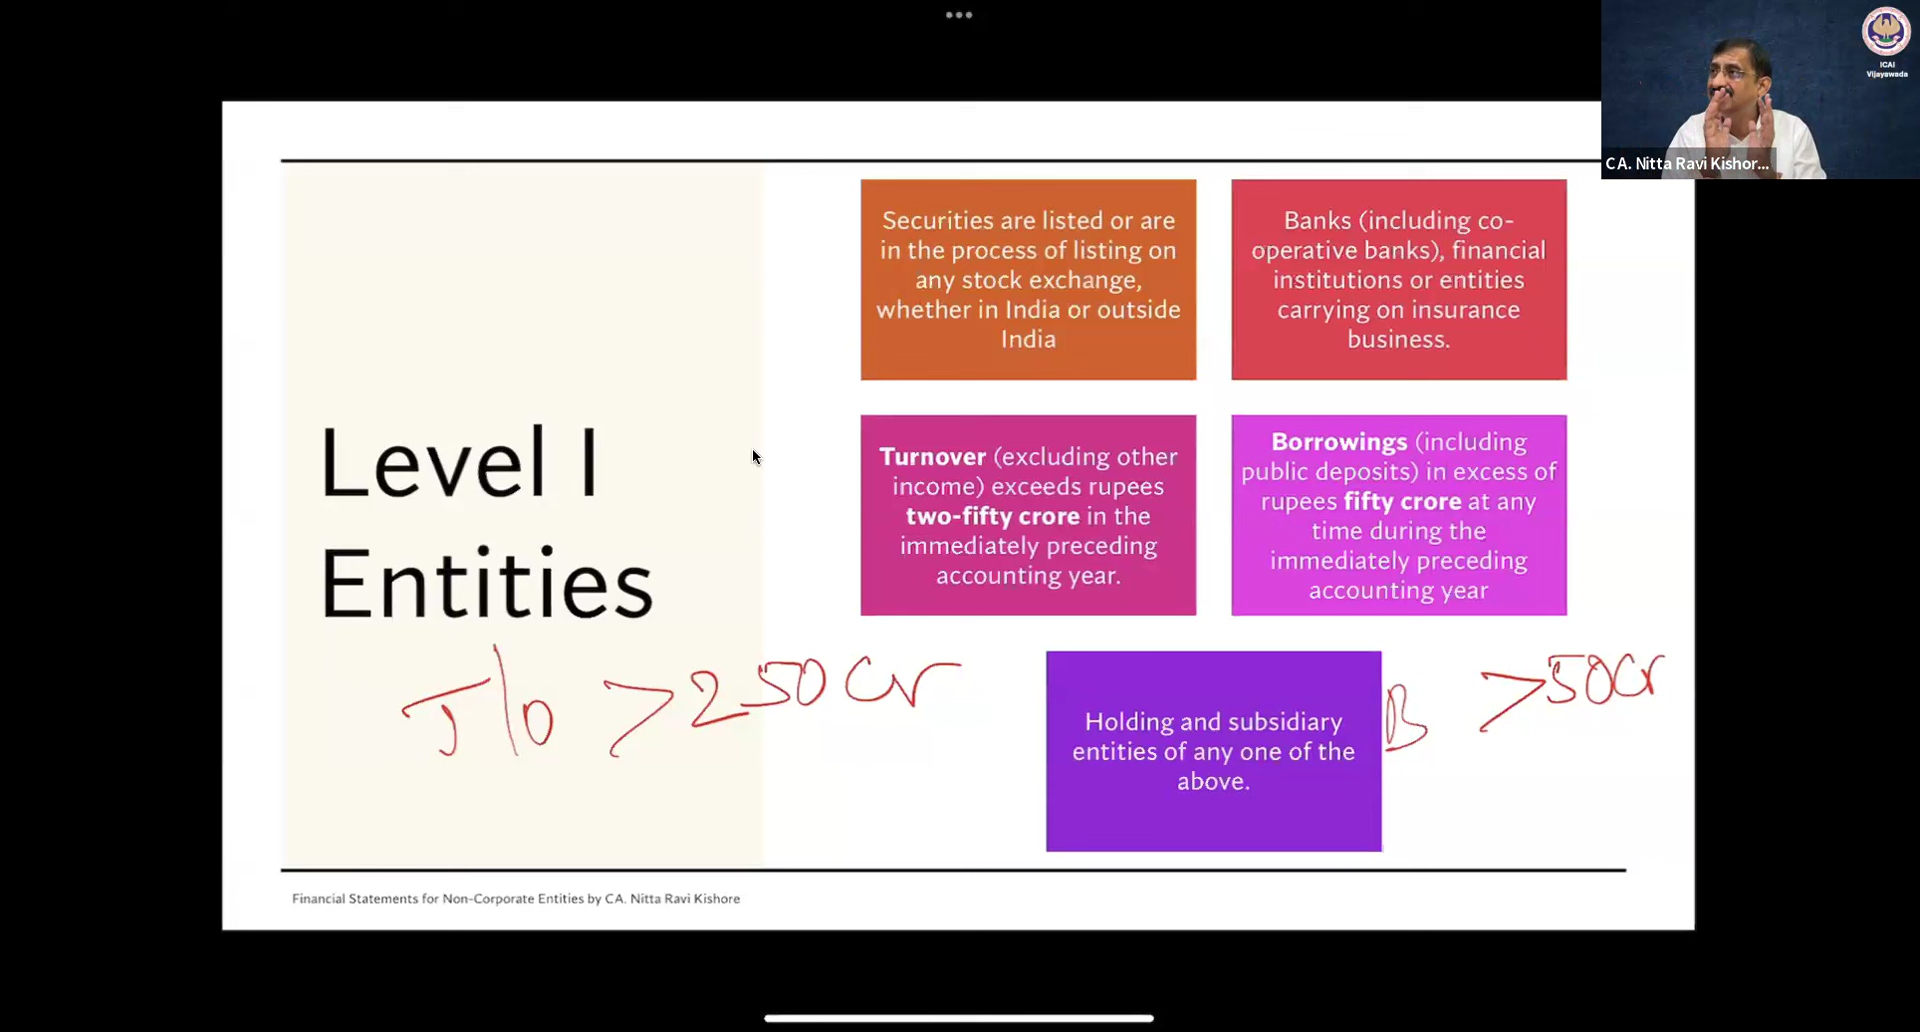 ICAI
Vijayawada
CA. Nitta Ravi Kishor...
Level I
Entities
Securities are listed or are
in the process of listing on
any stock exchange,
whether in India or outside
India
Banks (including co-
operative banks), financial
institutions or entities
carrying on insurance
business.
Turnover (excluding other
income) exceeds rupees
two-fifty crore in the
immediately preceding
accounting year.
Borrowings (including
public deposits) in excess of
rupees fifty crore at any
time during the
immediately preceding
accounting year
T/o > 250 Cr
Holding and subsidiary
entities of any one of the
above.
B > 50 Cr
Financial Statements for Non-Corporate Entities by CA. Nitta Ravi Kishore